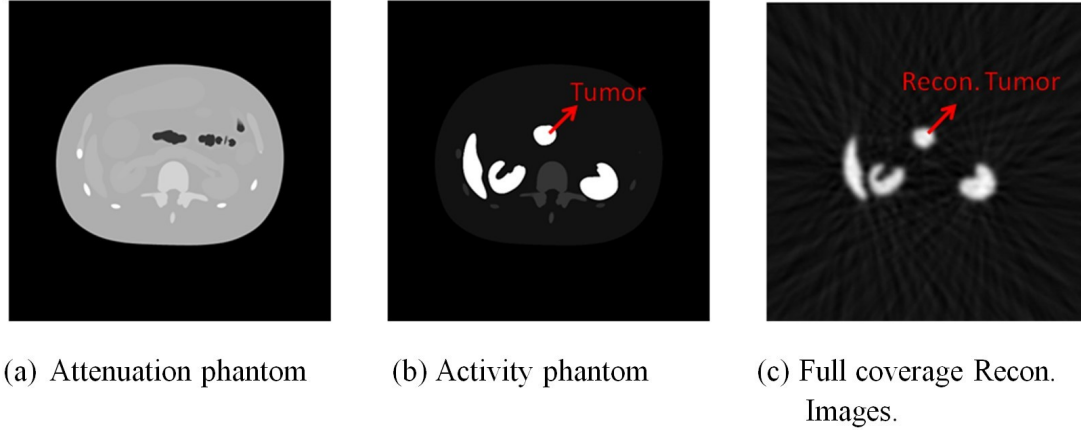 Tumor
Recon. Tumor
(a) Attenuation phantom
(b) Activity phantom
(c) Full coverage Recon.
Images.